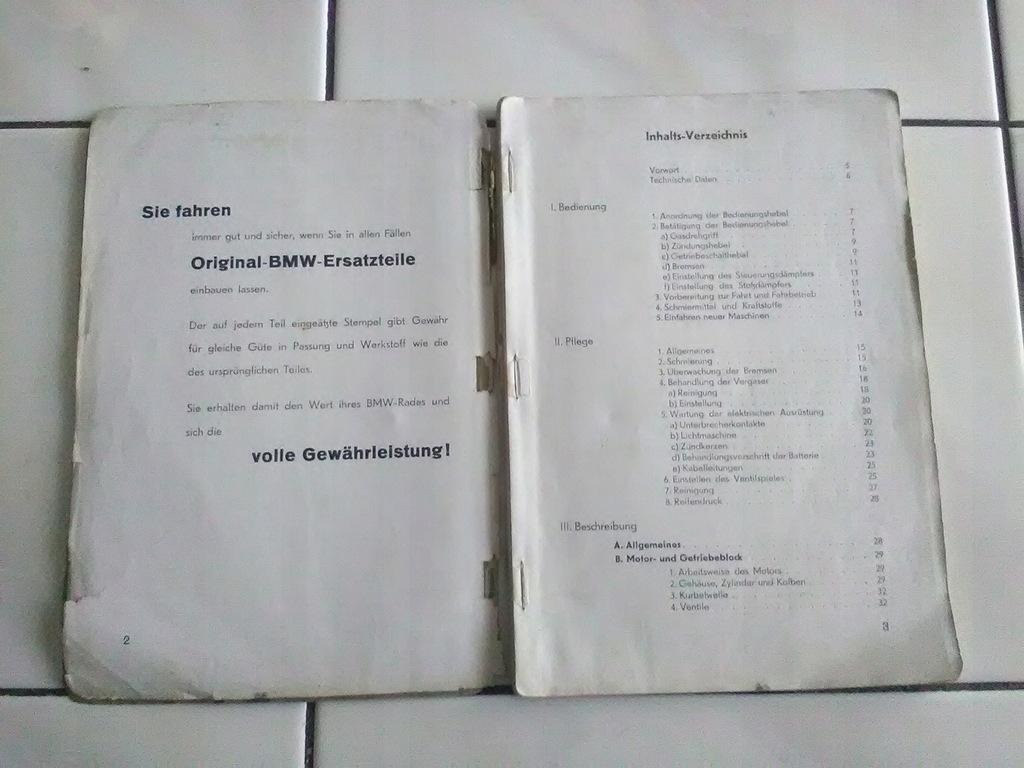 Sie fahren
immer gut und sicher, wenn Sie in allen Fällen
Original-BMW-Ersatzteile
einbauen lassen.
Der auf jedem Teil eingeätzte Stempel gibt Gewähr
für gleiche Güte in Passung und Werkstoff wie die
des ursprünglichen Teiles.
Sie erhalten damit den Wert ihres BMW-Rades und
sich die
volle Gewährleistung!
2
Inhalts-Verzeichnis
Vorwort 5
Technische Daten 6
I. Bedienung
1. Anordnung der Bedienungshebel 7
2. Betätigung der Bedienungshebel 7
a) Gasdrehgriff 7
b) Zündungshebel 9
c) Getriebeschalthebel 9
d) Bremsen 11
e) Einstellung des Steuerungsdämpfers 11
f) Einstellung des Stoßdämpfers 11
3. Vorbereitung zur Fahrt und Fahrbetrieb 11
4. Schmiermittel und Kraftstoffe 13
5. Einfahren neuer Maschinen 14
II. Pflege
1. Allgemeines 15
2. Schmierung 15
3. Überwachung der Bremsen 16
4. Behandlung der Vergaser 18
a) Reinigung 18
b) Einstellung 20
5. Wartung der elektrischen Ausrüstung 20
a) Unterbrecherkontakte 20
b) Lichtmaschine 22
c) Zündkerzen 23
d) Behandlungsvorschrift der Batterie 23
e) Kabelleitungen 25
6. Einstellen des Ventilspieles 25
7. Reinigung 27
8. Reifendruck 28
III. Beschreibung
A. Allgemeines 28
B. Motor- und Getriebeblock 29
1. Arbeitsweise des Motors 29
2. Gehäuse, Zylinder und Kolben 29
3. Kurbelwelle 32
4. Ventile 32
3